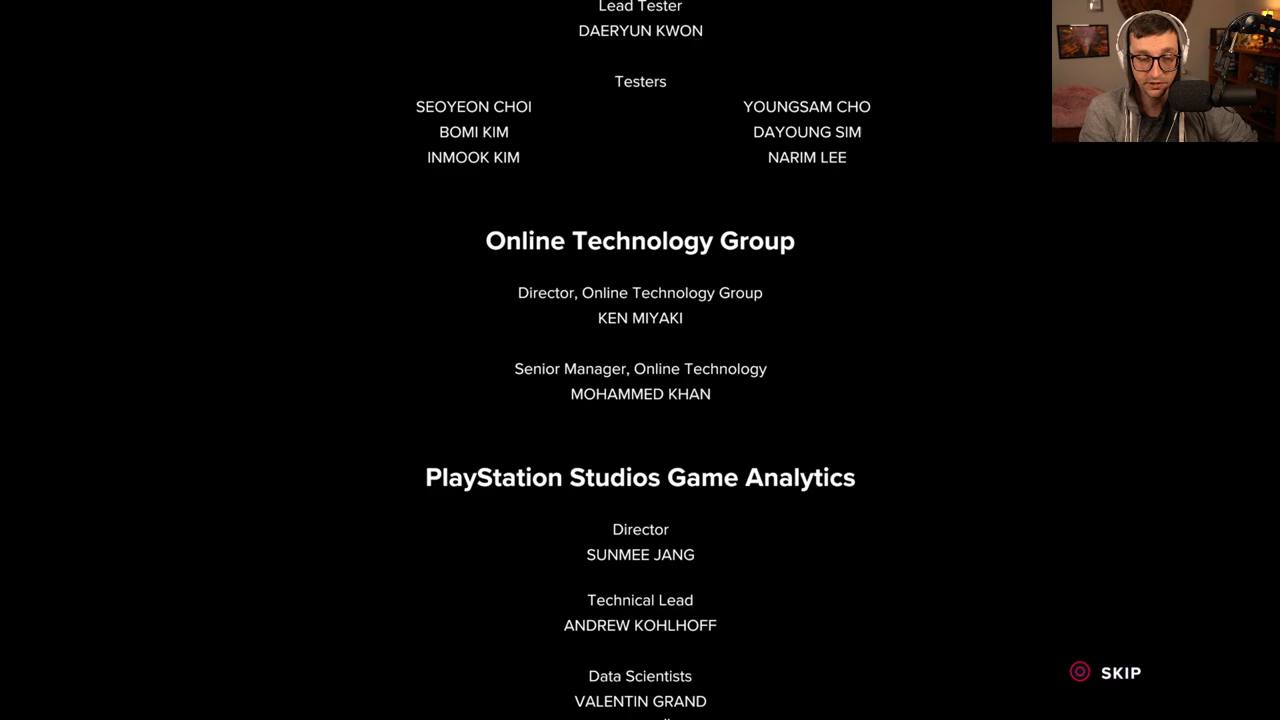 Lead Tester
DAERYUN KWON
Testers
SEOYEON CHOI YOUNGSAM CHO
BOMI KIM DAYOUNG SIM
INMOOK KIM NARIM LEE
Online Technology Group
Director, Online Technology Group
KEN MIYAKI
Senior Manager, Online Technology
MOHAMMED KHAN
PlayStation Studios Game Analytics
Director
SUNMEE JANG
Technical Lead
ANDREW KOHLHOFF
Data Scientists
VALENTIN GRAND
SKIP